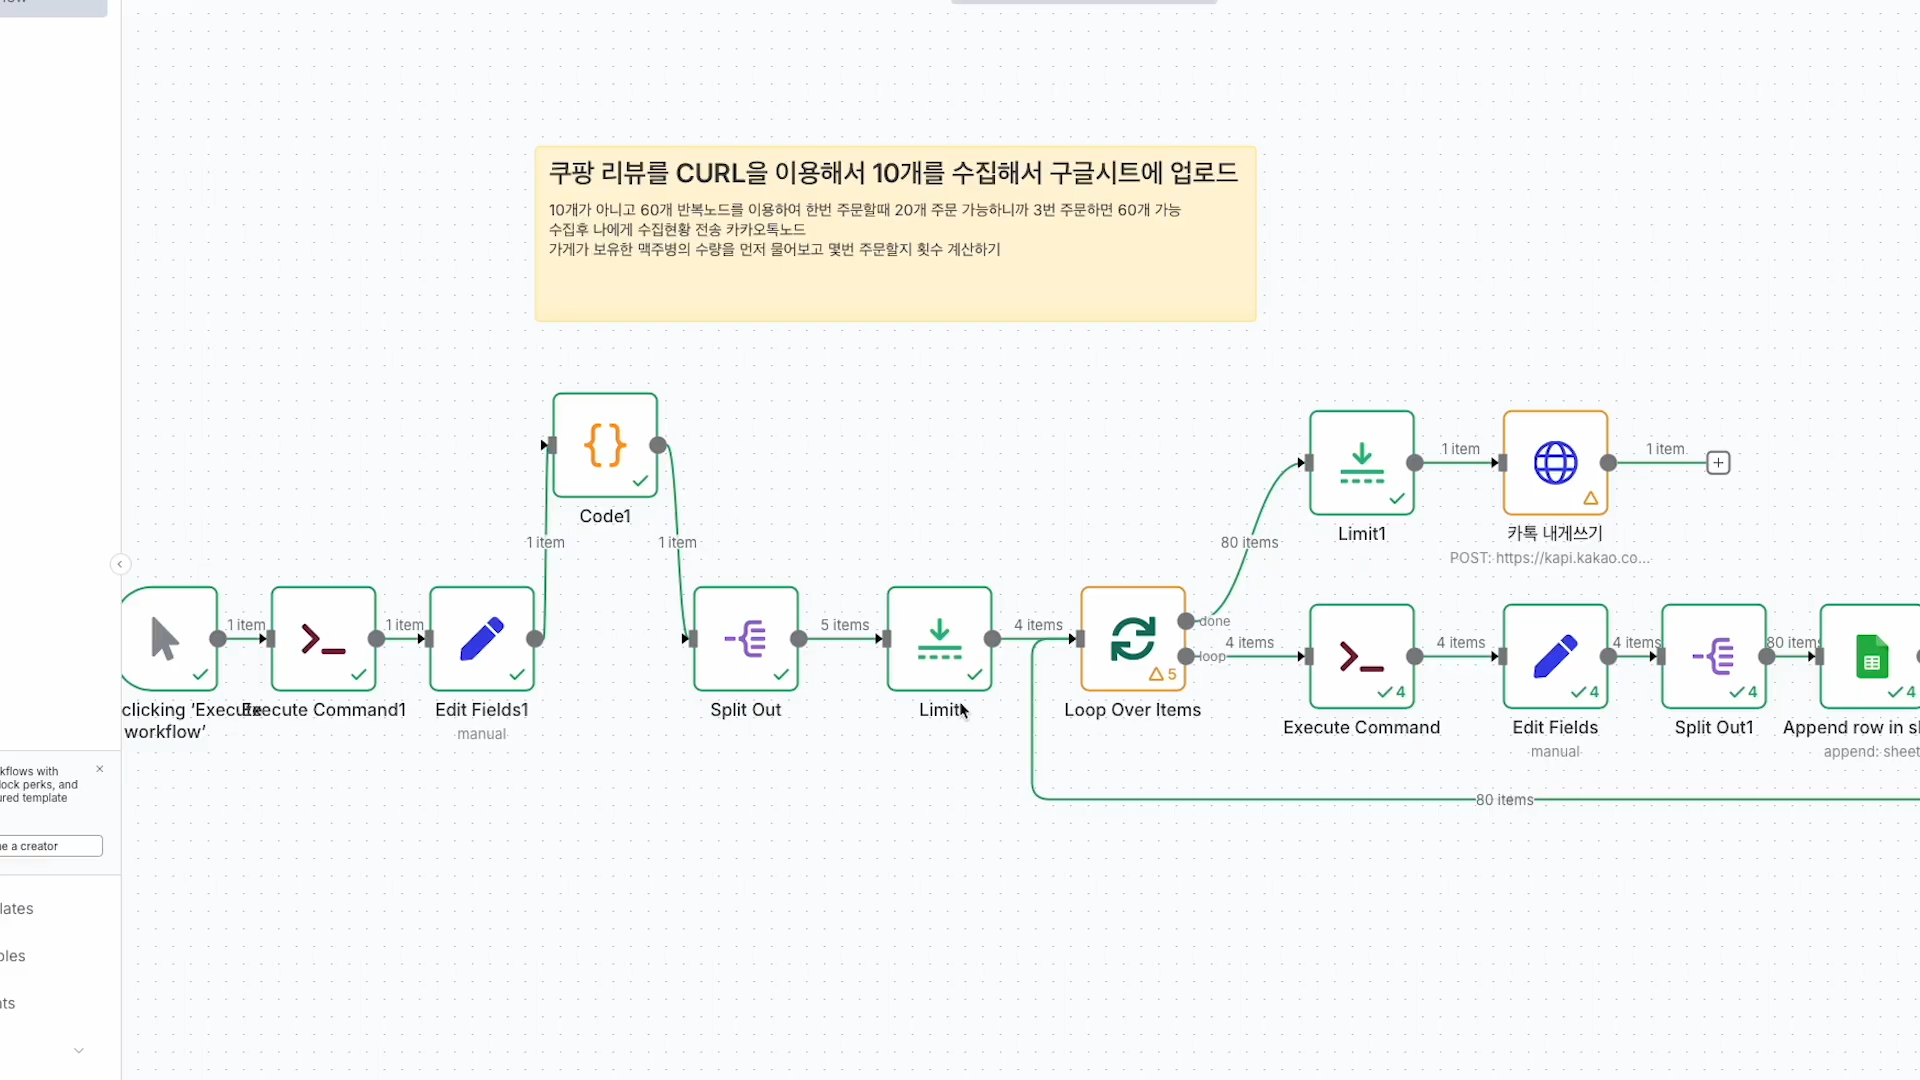 쿠팡 리뷰를 CURL을 이용해서 10개를 수집해서 구글시트에 업로드
10개가 아니고 60개 반복노드를 이용하여 한번 주문할때 20개 주문 가능하니까 3번 주문하면 60개 가능
수집후 나에게 수집현황 전송 카카오톡노드
가게가 보유한 맥주병의 수량을 먼저 물어보고 몇번 주문할지 횟수 계산하기
Code1
1 item
1 item
1 item
1 item
80 items
Limit1
카톡 내게쓰기
POST: https://kapi.kakao.co...
1 item
1 item
5 items
4 items
done
loop
4 items
4 items
4 items
80 items
5
4
4
4
4
clicking ‘Execute
workflow’
Execute Command1
Edit Fields1
manual
Split Out
Limit
Loop Over Items
Execute Command
Edit Fields
manual
Split Out1
Append row in s
append: sheet
80 items
kflows with
lock perks, and
ured template
e a creator
lates
oles
nts